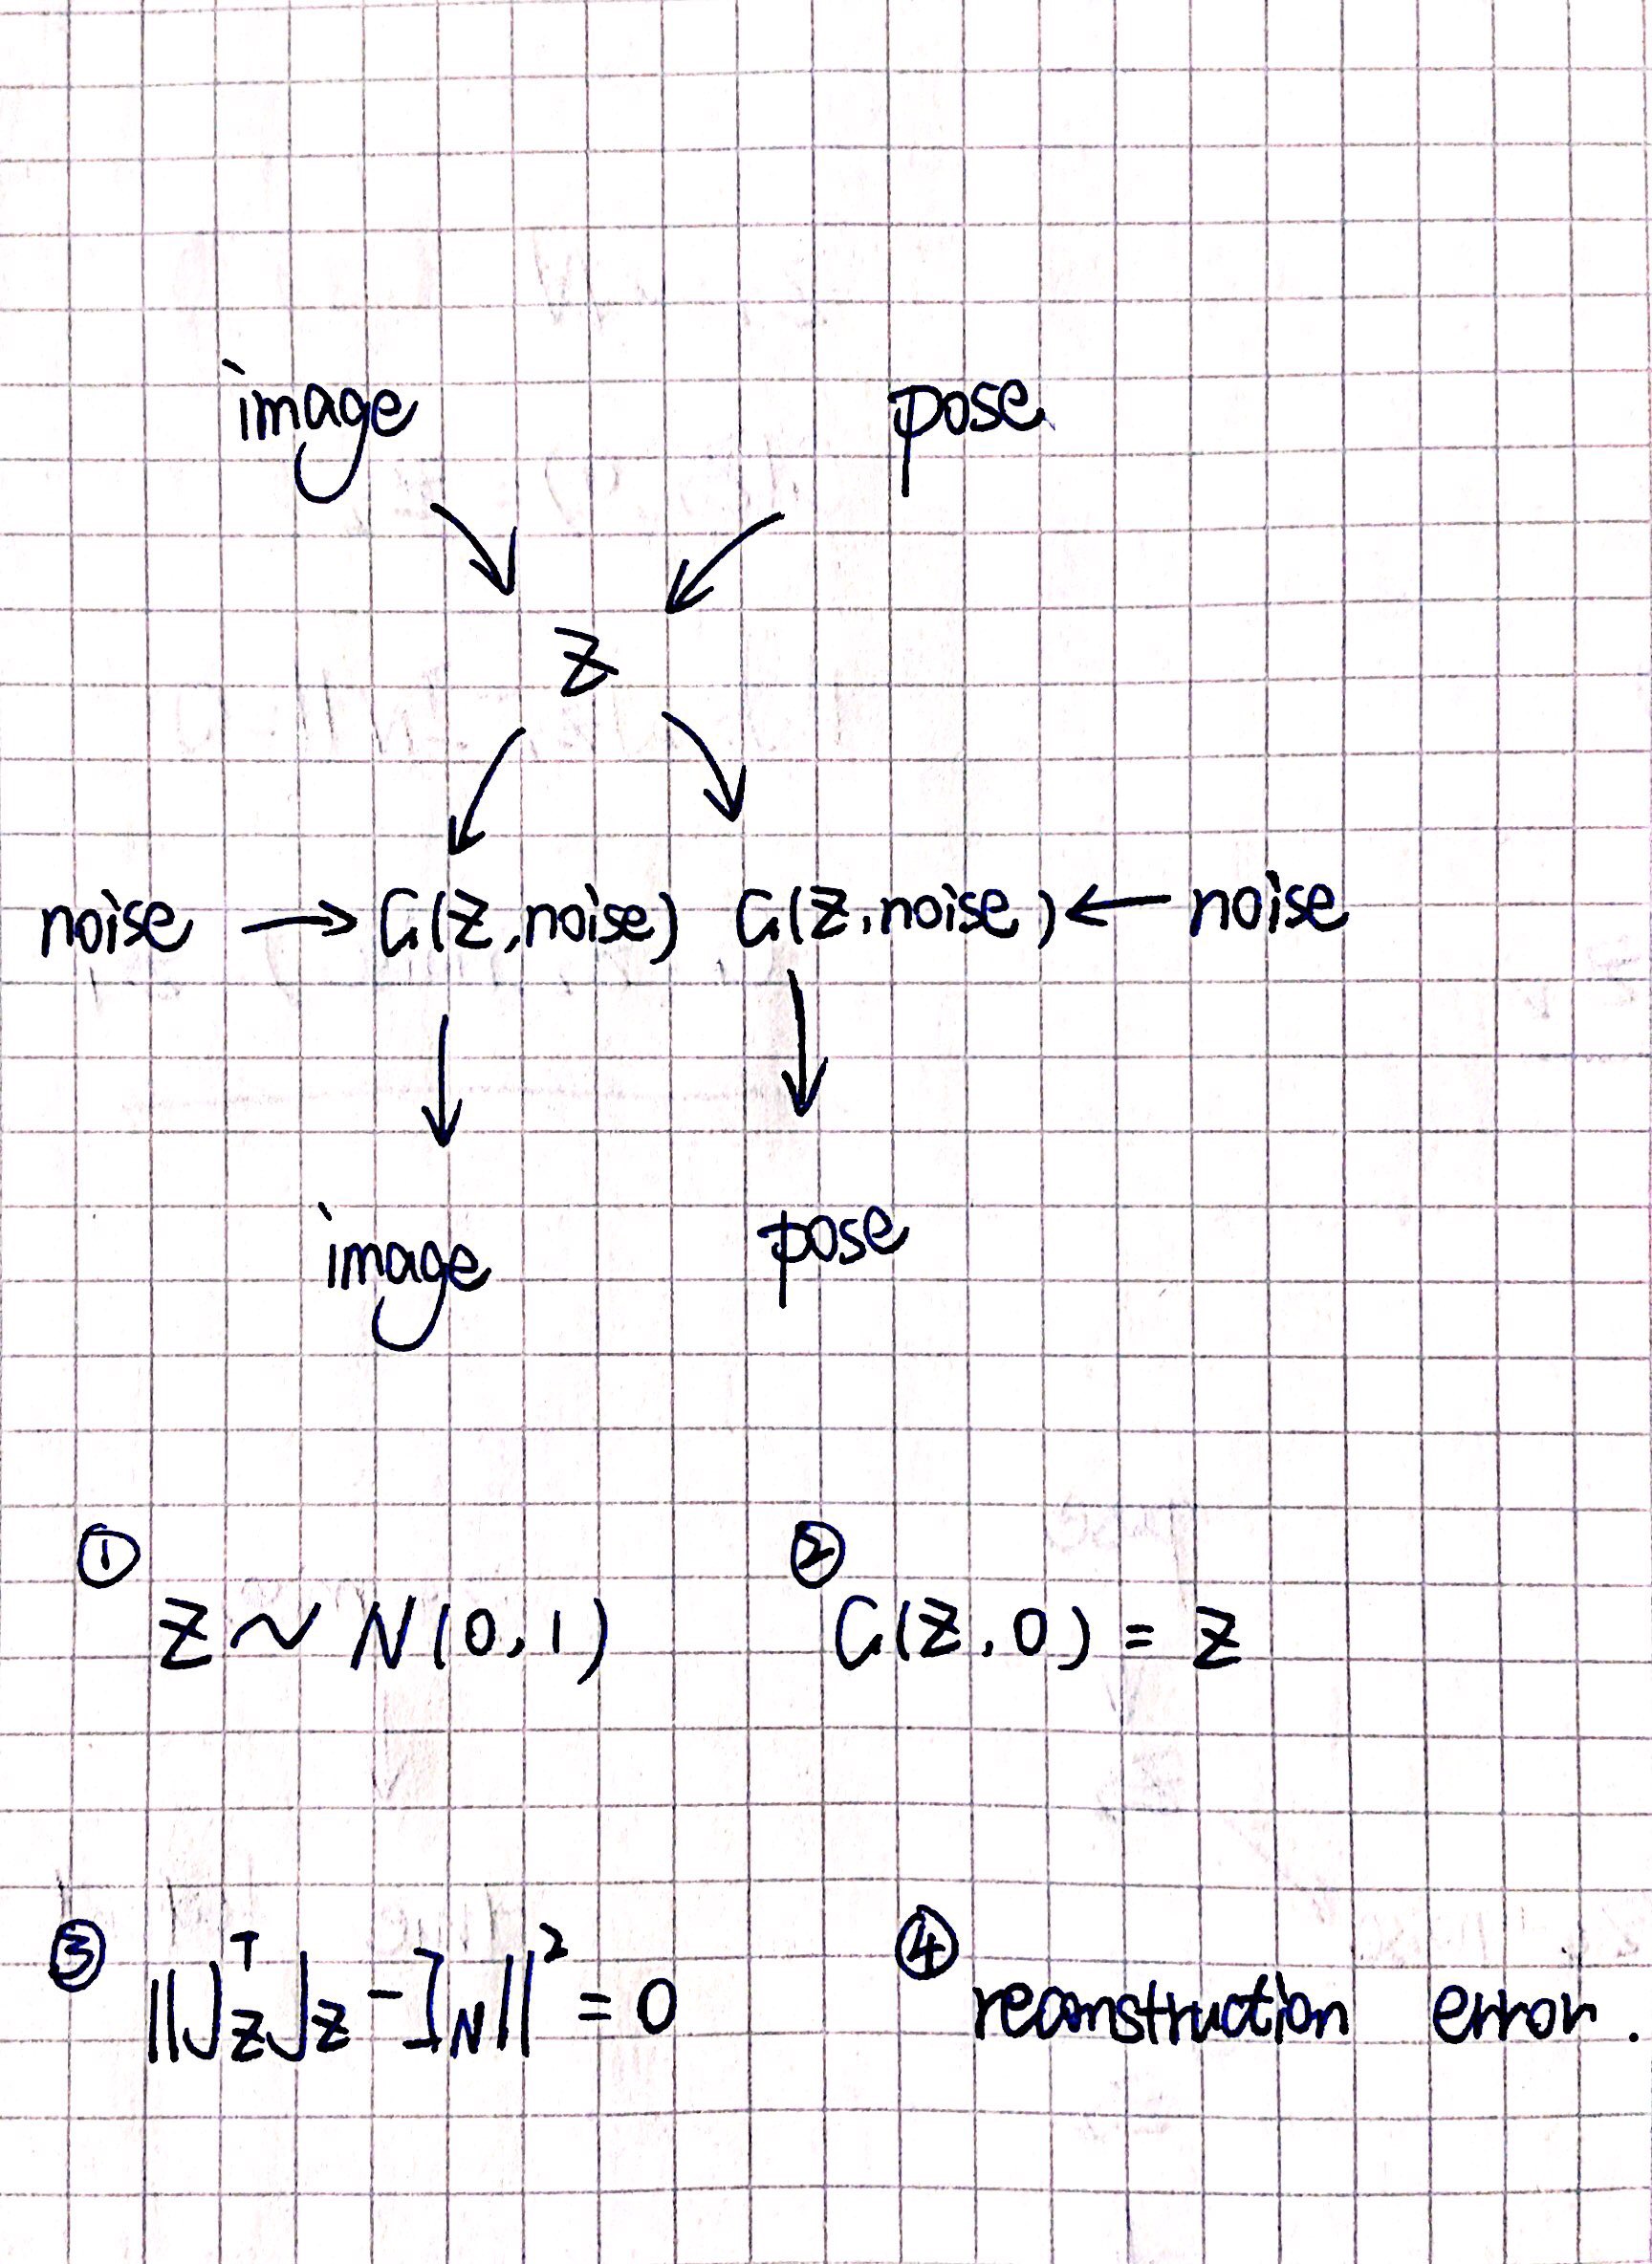 image pose
z
noise → G(z, noise) G(z, noise) ← noise
image pose
① ②
z ~ N(0, 1) G(z, 0) = z
③ ||J_z^T J_z - I_N||^2 = 0 ④ reconstruction error.